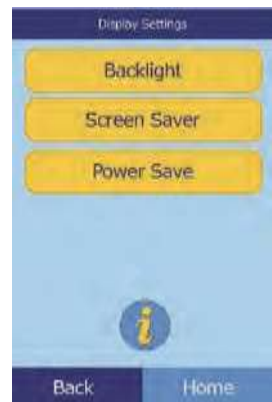 Display Settings
Backlight
Screen Saver
Power Save
i
Back Home